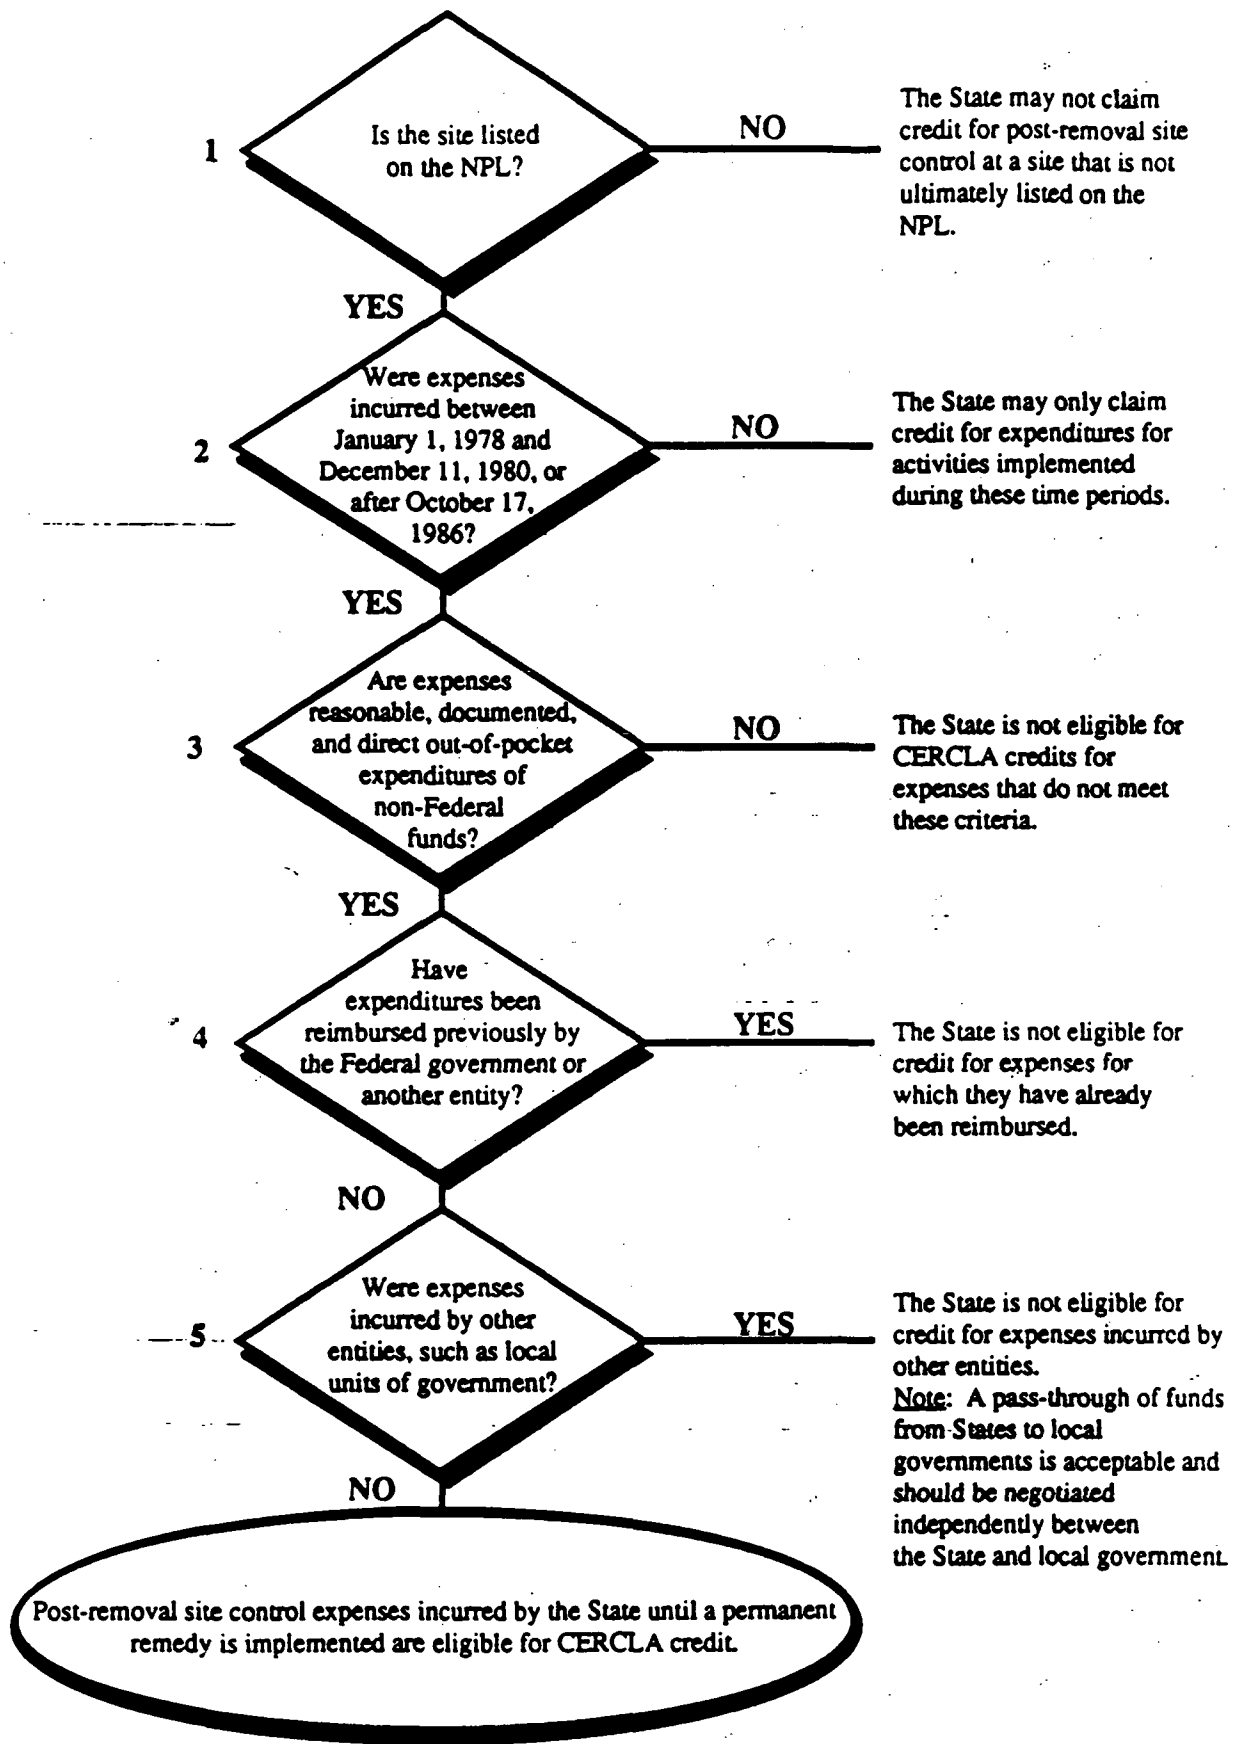 1
Is the site listed
on the NPL?
NO
The State may not claim
credit for post-removal site
control at a site that is not
ultimately listed on the
NPL.
YES
2
Were expenses
incurred between
January 1, 1978 and
December 11, 1980, or
after October 17,
1986?
NO
The State may only claim
credit for expenditures for
activities implemented
during these time periods.
YES
3
Are expenses
reasonable, documented,
and direct out-of-pocket
expenditures of
non-Federal
funds?
NO
The State is not eligible for
CERCLA credits for
expenses that do not meet
these criteria.
YES
4
Have
expenditures been
reimbursed previously by
the Federal government or
another entity?
YES
The State is not eligible for
credit for expenses for
which they have already
been reimbursed.
NO
5
Were expenses
incurred by other
entities, such as local
units of government?
YES
The State is not eligible for
credit for expenses incurred by
other entities.
Note: A pass-through of funds
from States to local
governments is acceptable and
should be negotiated
independently between
the State and local government.
NO
Post-removal site control expenses incurred by the State until a permanent
remedy is implemented are eligible for CERCLA credit.